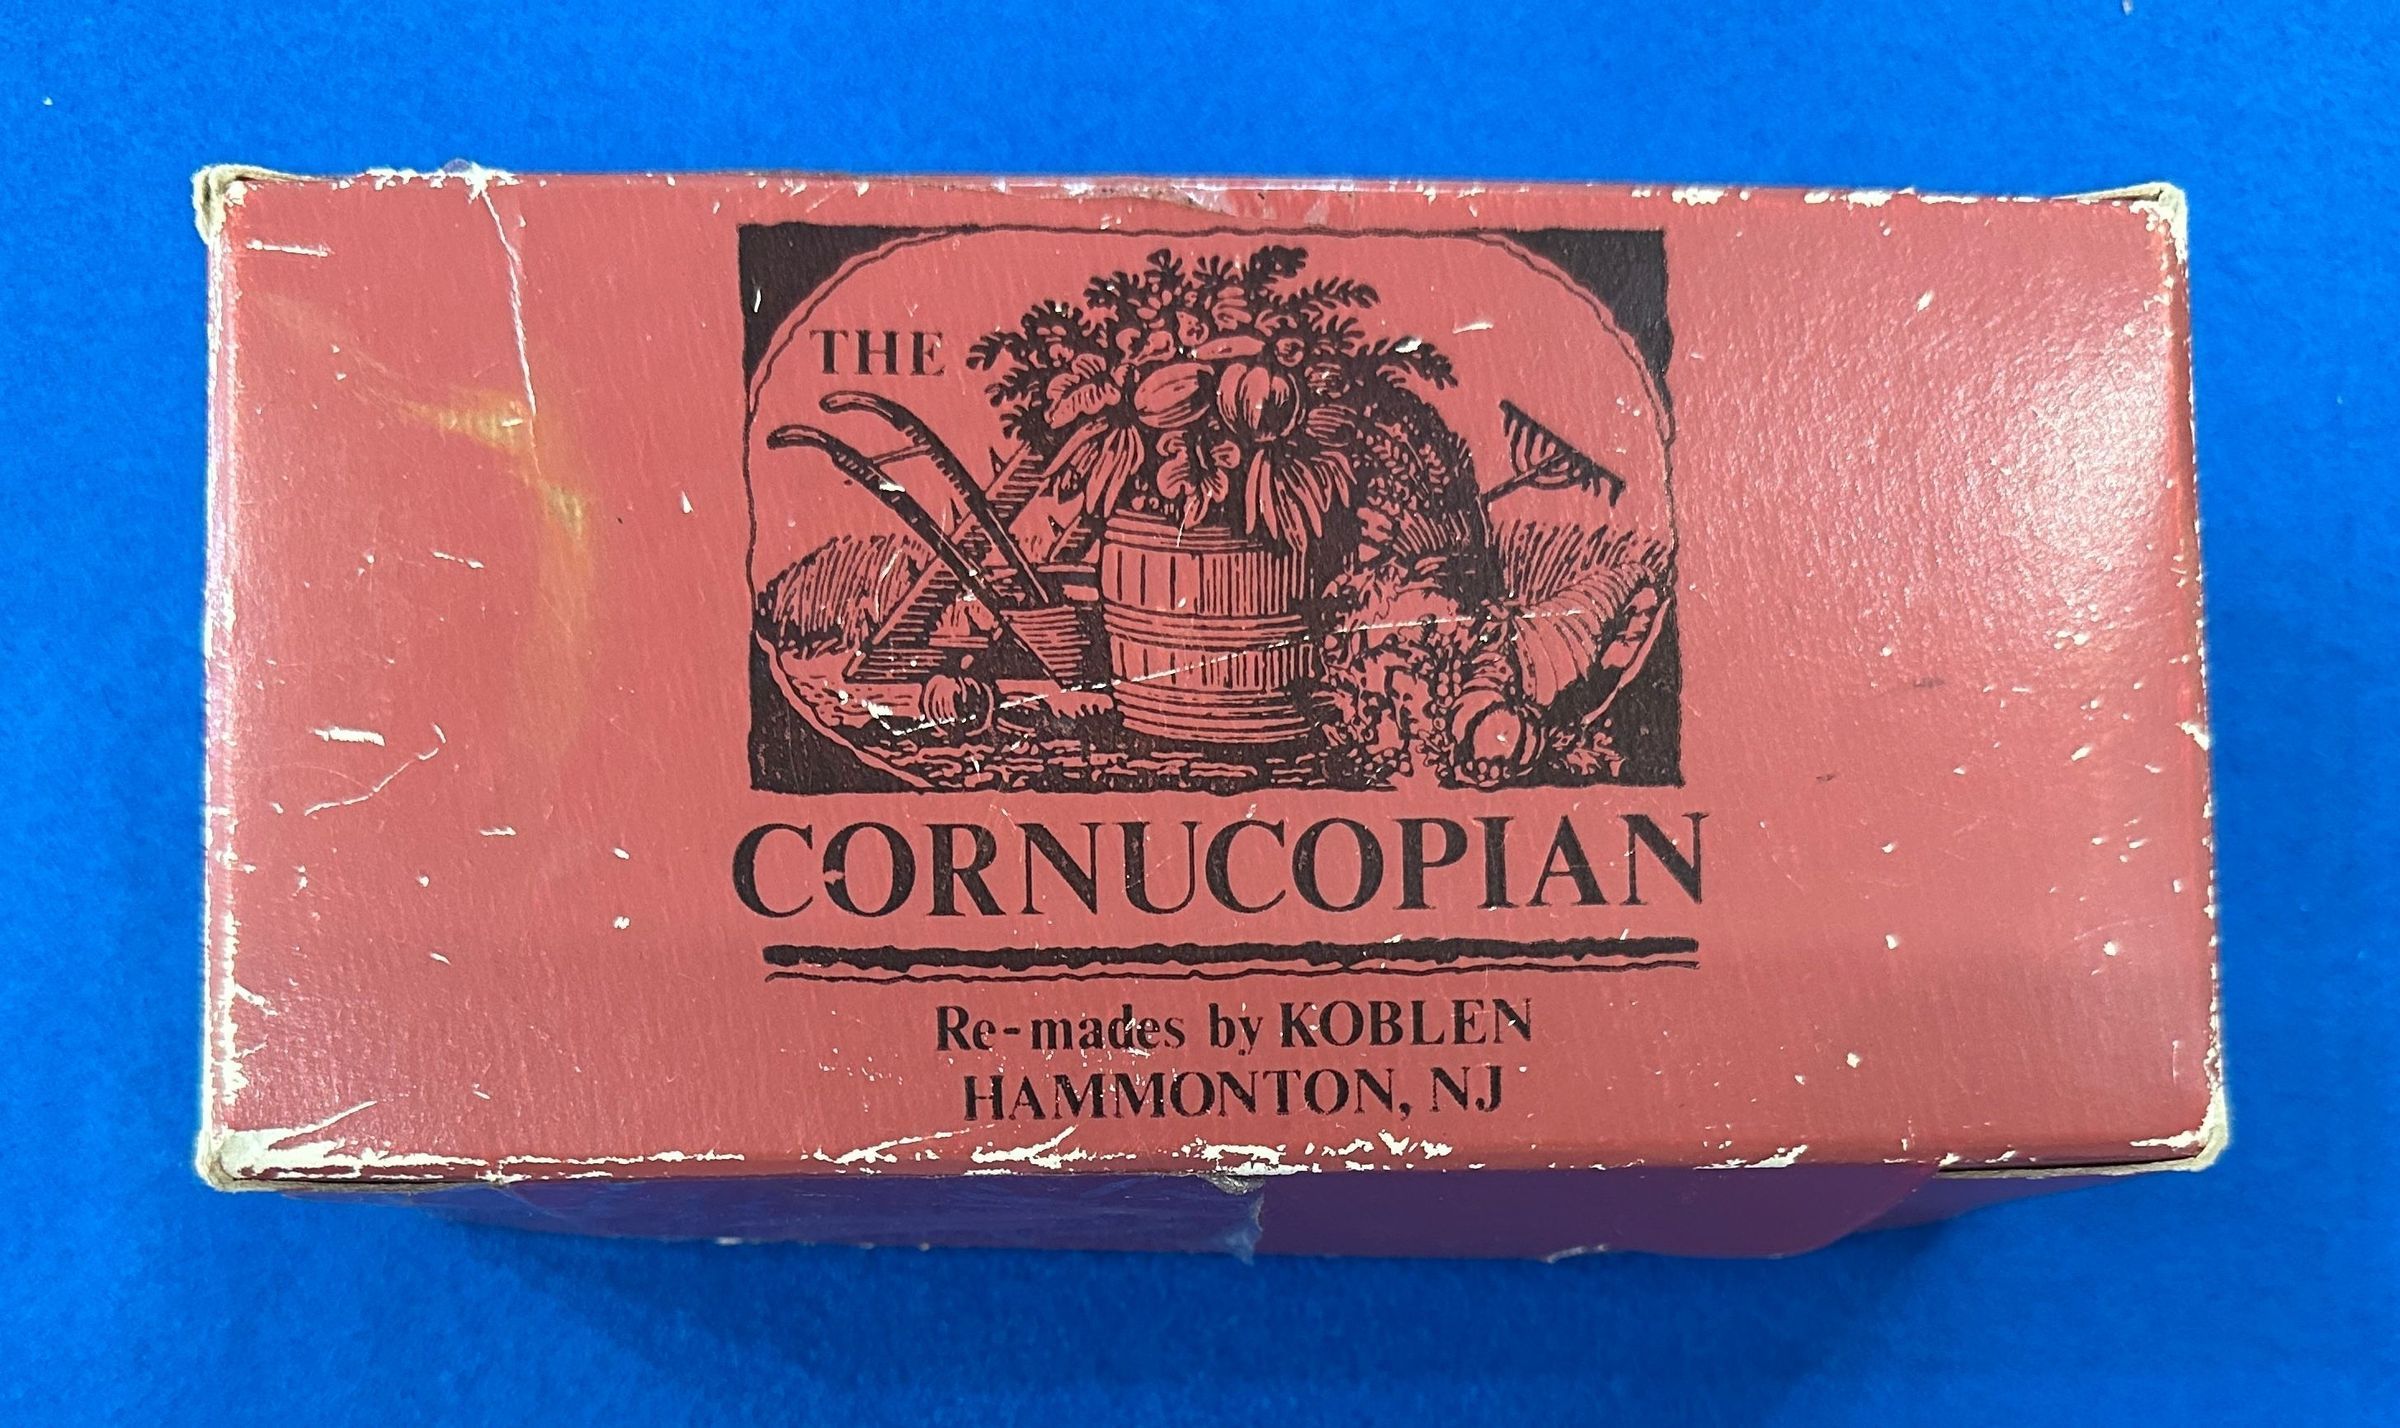 THE
CORNUCOPIAN
Re-mades by KOBLEN
HAMMONTON, NJ